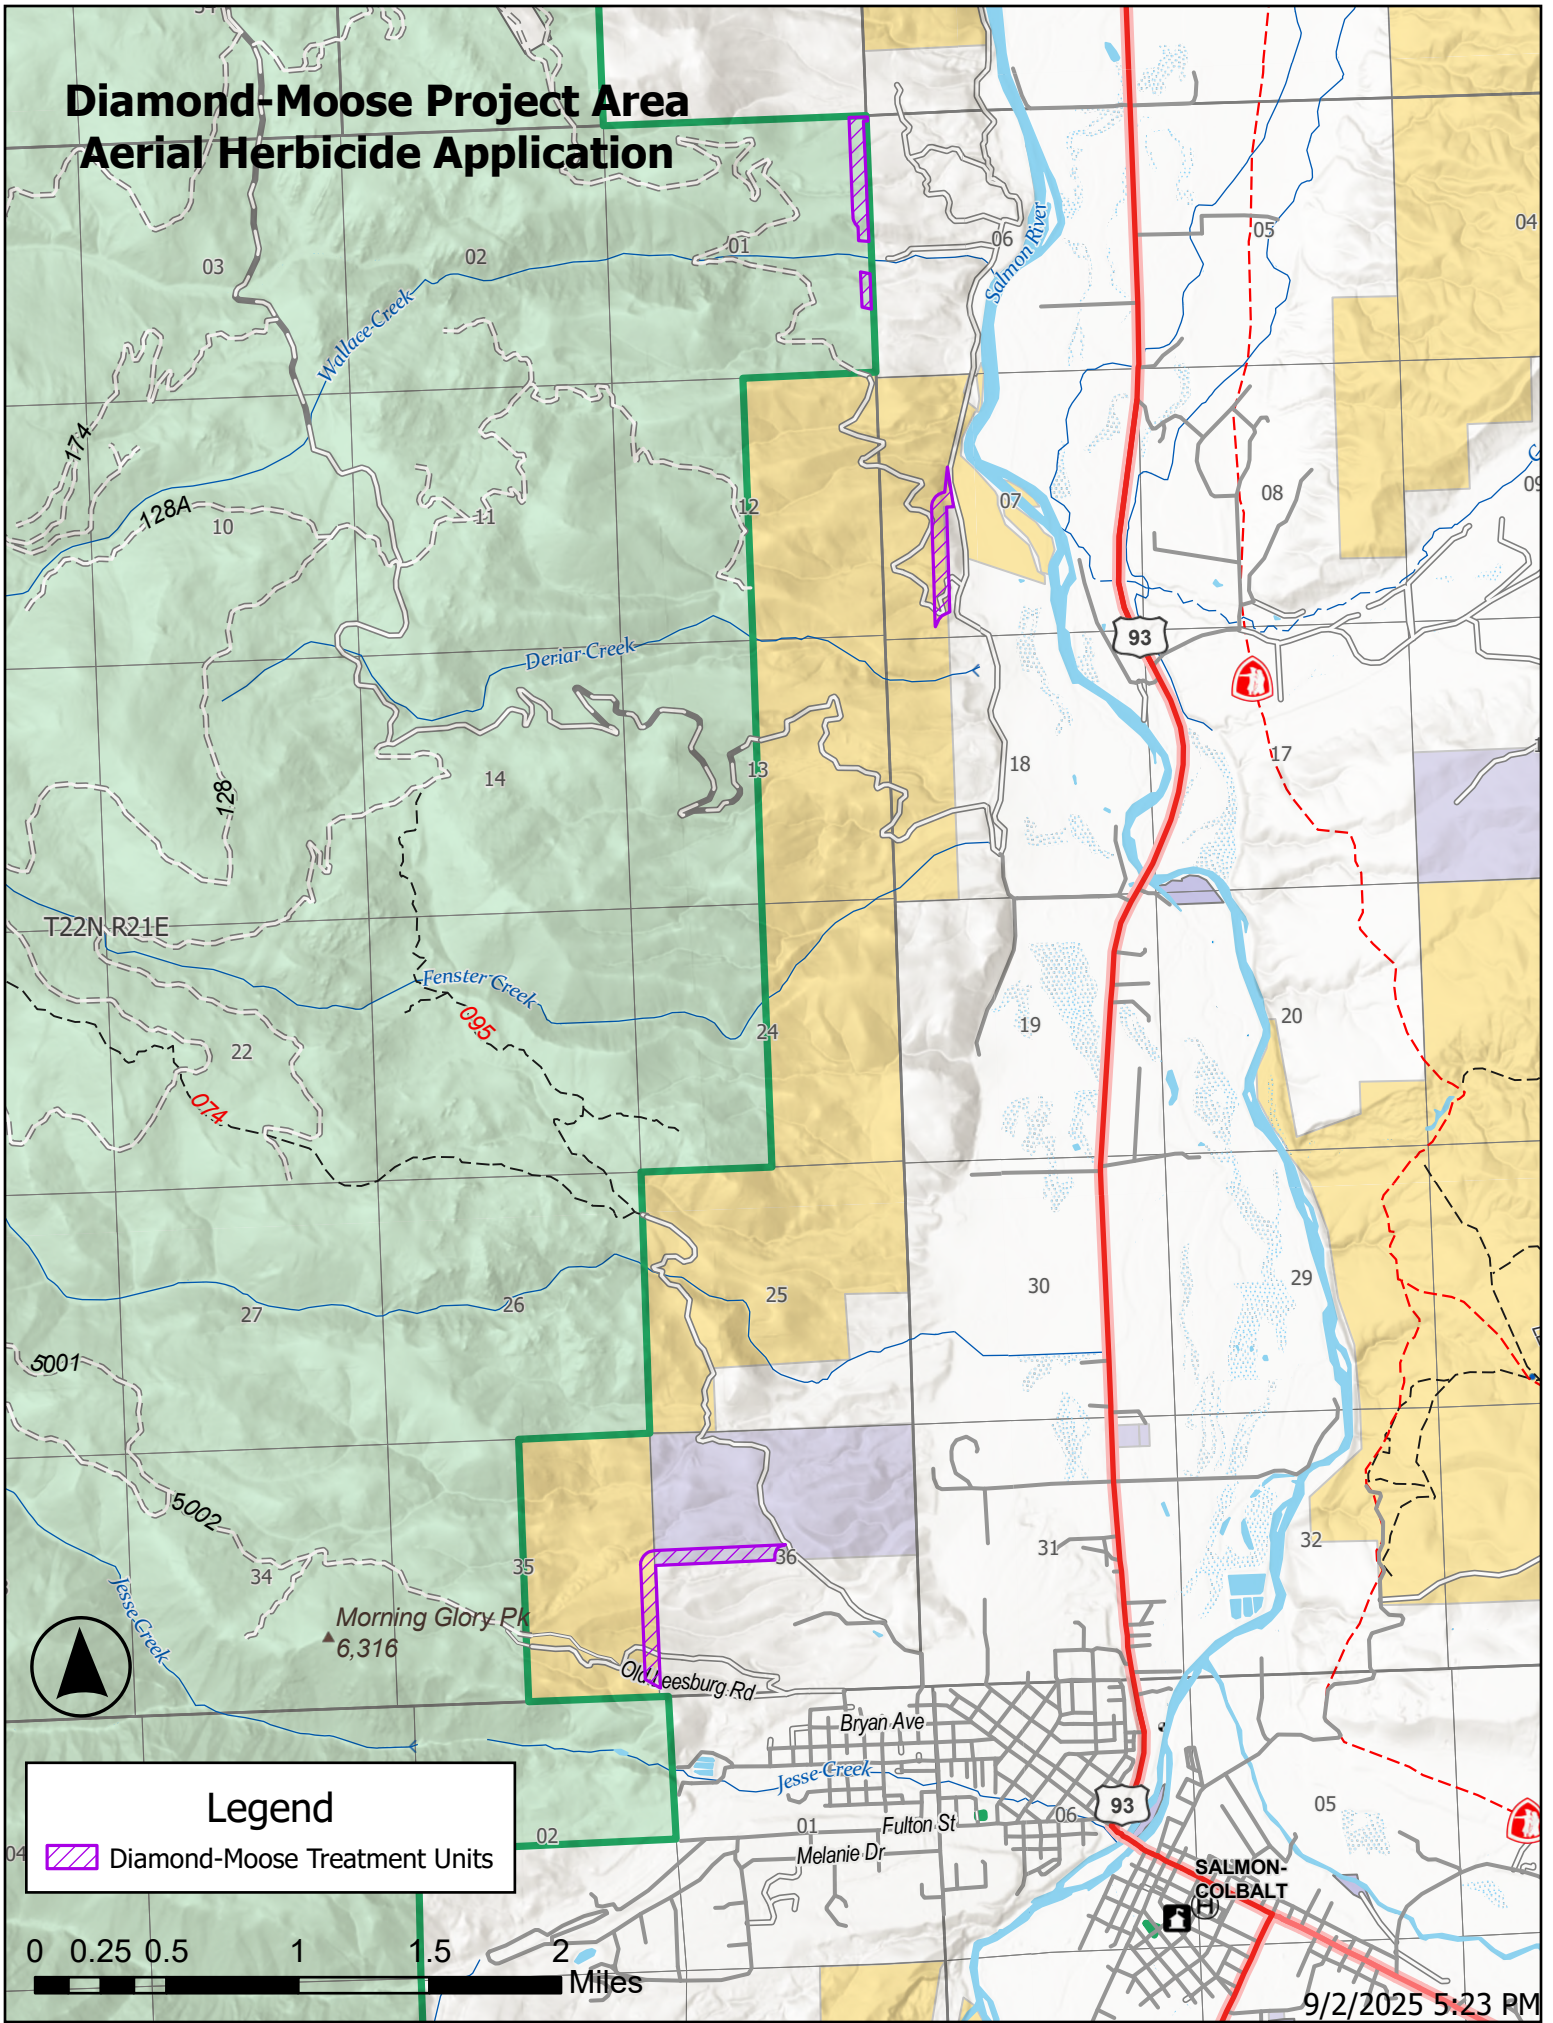 Diamond-Moose Project Area
Aerial Herbicide Application
04
05
06
Salmon River
01
02
03
Wallace Creek
174
128A
10
11
12
07
08
09
93
Deriar Creek
128
14
13
18
17
T22N R21E
Fenster Creek
095
24
19
20
22
074
27
26
25
30
29
5001
5002
34
35
36
31
32
Morning Glory Pk
6,316
Jesse Creek
Old Leesburg Rd
Bryan Ave
Jesse Creek
93
05
06
01
02
04
Fulton St
Melanie Dr
SALMON-
COLBALT
H
Legend
Diamond-Moose Treatment Units
0 0.25 0.5 1 1.5 2
Miles
9/2/2025 5:23 PM